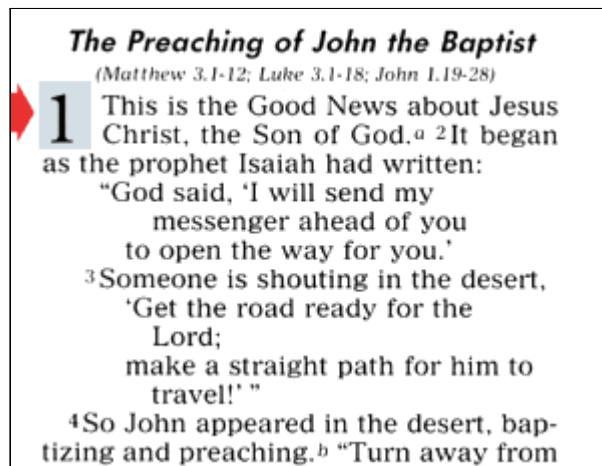 The Preaching of John the Baptist
(Matthew 3.1-12; Luke 3.1-18; John 1.19-28)
1 This is the Good News about Jesus
Christ, the Son of God.ᵃ ²It began
as the prophet Isaiah had written:
“God said, ‘I will send my
messenger ahead of you
to open the way for you.’
³Someone is shouting in the desert,
‘Get the road ready for the
Lord;
make a straight path for him to
travel!’ ”
⁴So John appeared in the desert, bap-
tizing and preaching.ᵇ “Turn away from